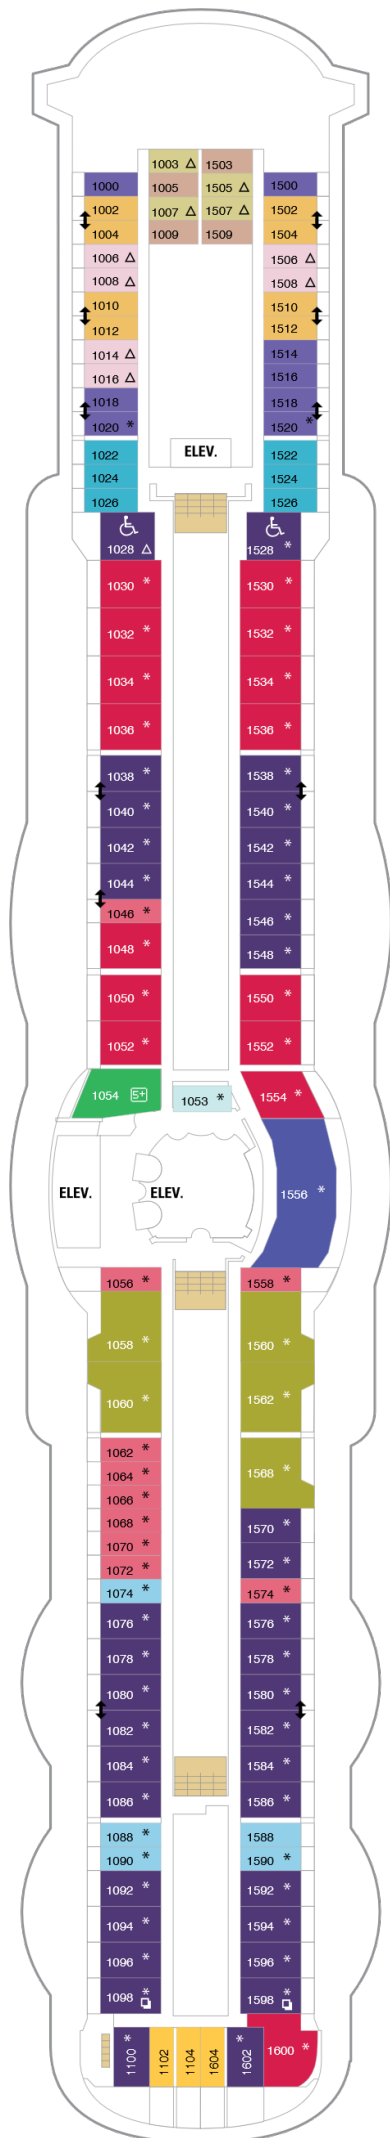 1003 △ 1503
1000 1005 1505 △ 1500
1002 1007 △ 1507 △ 1502
1004 1009 1509 1504
1006 △ 1506 △
1008 △ 1508 △
1010 1510
1012 1512
1014 △ 1514
1016 △ 1516
1018 1518
1020 * 1520 *
ELEV.
1022 1522
1024 1524
1026 1526
1028 △ 1528 *
1030 * 1530 *
1032 * 1532 *
1034 * 1534 *
1036 * 1536 *
1038 * 1538 *
1040 * 1540 *
1042 * 1542 *
1044 * 1544 *
1046 * 1546 *
1048 * 1548 *
1050 * 1550 *
1052 * 1552 *
1054 5+ 1053 * 1554 *
ELEV. ELEV. 1556 *
1056 * 1558 *
1058 * 1560 *
1060 * 1562 *
1062 *
1064 * 1568 *
1066 *
1068 * 1570 *
1070 *
1072 * 1572 *
1074 * 1574 *
1076 * 1576 *
1078 * 1578 *
1080 * 1580 *
1082 * 1582 *
1084 * 1584 *
1086 * 1586 *
1088 * 1588
1090 * 1590 *
1092 * 1592 *
1094 * 1594 *
1096 * 1596 *
1098 * 1598 *
1100 * 1102 1104 1604 1602 * 1600 *